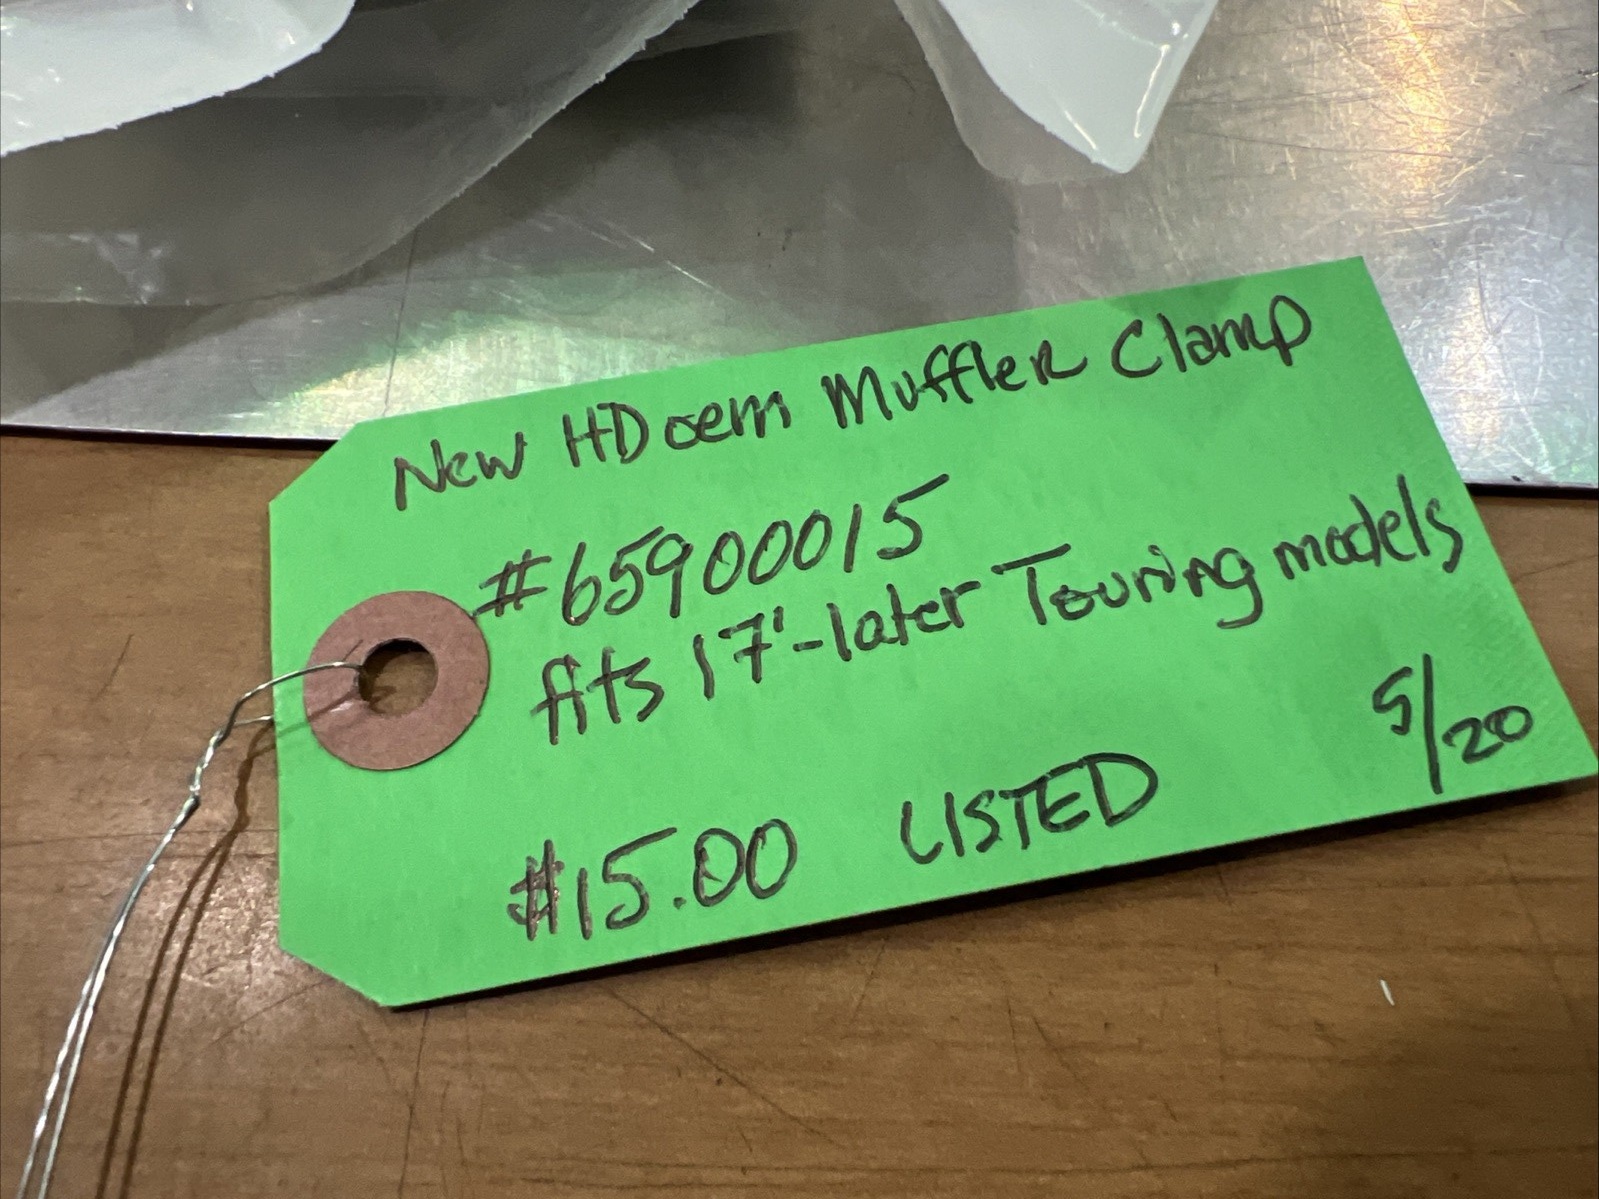 New HD oem Muffler Clamp
#65900015
fits 17'-later Touring models
5/20
$15.00 LISTED